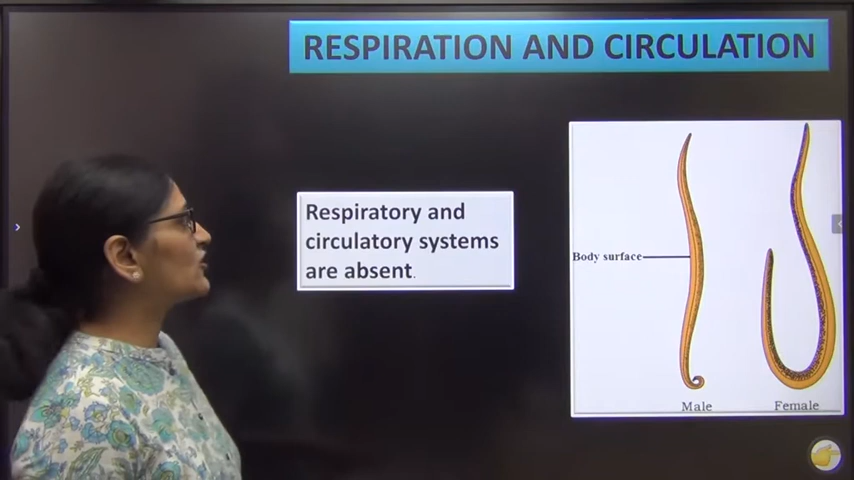 RESPIRATION AND CIRCULATION
Respiratory and
circulatory systems
are absent.
Body surface
Male
Female